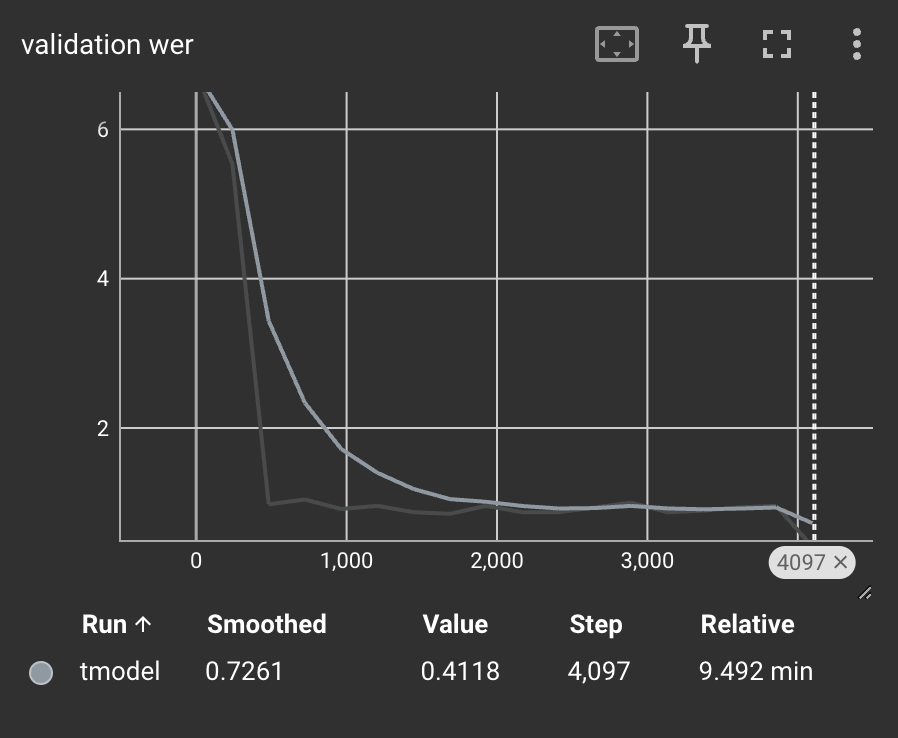 validation wer
6
4
2
0 1,000 2,000 3,000 4097 ✕
Run ↑ Smoothed Value Step Relative
tmodel 0.7261 0.4118 4,097 9.492 min